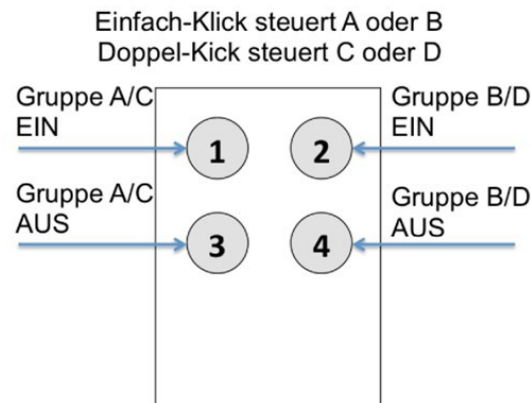 Einfach-Klick steuert A oder B
Doppel-Kick steuert C oder D
Gruppe A/C
EIN
Gruppe B/D
EIN
1
2
Gruppe A/C
AUS
Gruppe B/D
AUS
3
4